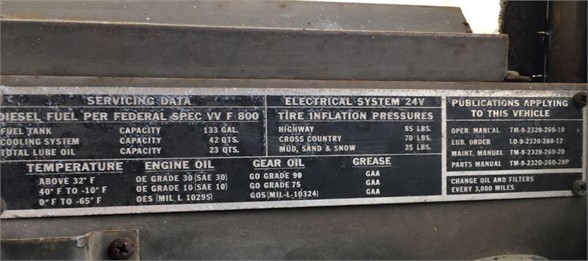 SERVICING DATA
DIESEL FUEL PER FEDERAL SPEC VV F 800
FUEL TANK CAPACITY 133 GAL.
COOLING SYSTEM CAPACITY 42 QTS.
TOTAL LUBE OIL CAPACITY 23 QTS.
ELECTRICAL SYSTEM 24V
TIRE INFLATION PRESSURES
HIGHWAY 85 LBS.
CROSS COUNTRY 70 LBS.
MUD, SAND & SNOW 25 LBS.
TEMPERATURE ENGINE OIL GEAR OIL GREASE
ABOVE 32° F OE GRADE 30 (SAE 30) GO GRADE 90 GAA
40° F TO -10° F OE GRADE 10 (SAE 10) GO GRADE 75 GAA
0° F TO -65° F OES (MIL L 10295) GOS (MIL-L-10324) GAA
PUBLICATIONS APPLYING
TO THIS VEHICLE
OPER. MANUAL TM-9-2320-260-10
LUB. ORDER LO-9-2320-260-12
MAINT. MANUAL TM-9-2320-260-20
PARTS MANUAL TM-9-2320-260-20P
CHANGE OIL AND FILTERS
EVERY 3,000 MILES